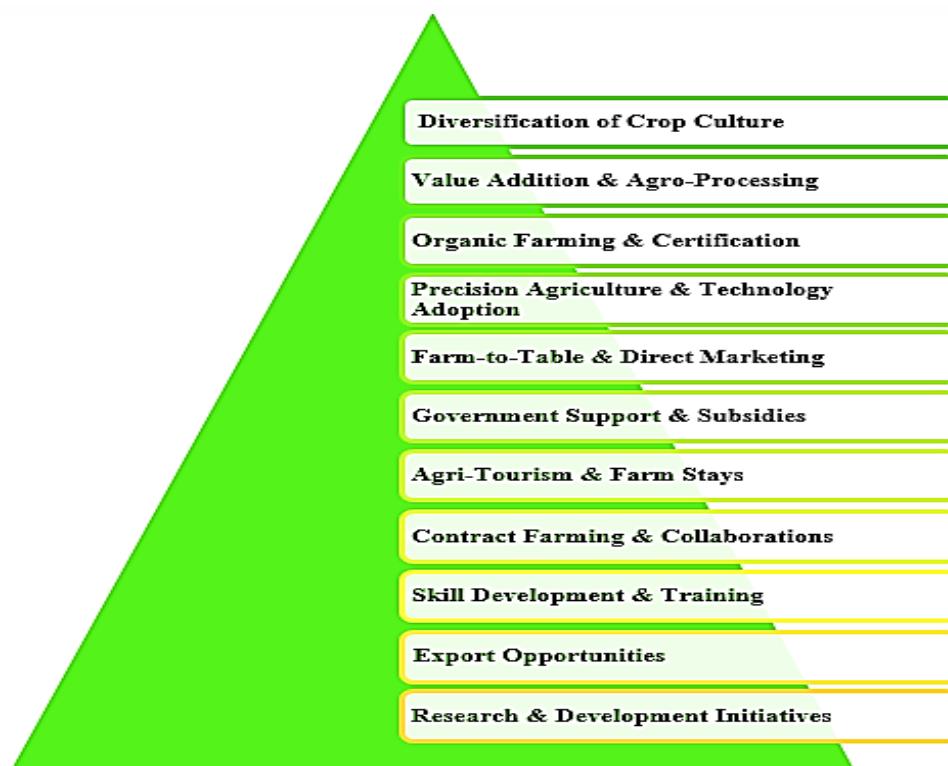 Diversification of Crop Culture
Value Addition & Agro-Processing
Organic Farming & Certification
Precision Agriculture & Technology
Adoption
Farm-to-Table & Direct Marketing
Government Support & Subsidies
Agri-Tourism & Farm Stays
Contract Farming & Collaborations
Skill Development & Training
Export Opportunities
Research & Development Initiatives